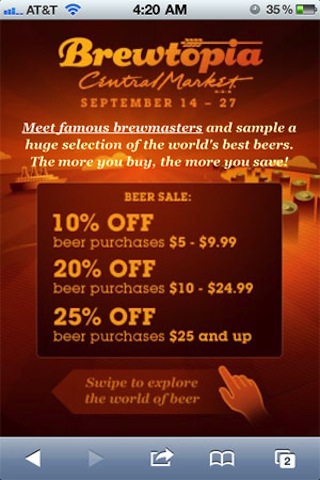 AT&T 4:20 AM 35%
Brewtopia
Central Market
SEPTEMBER 14 – 27
Meet famous brewmasters and sample a
huge selection of the world's best beers.
The more you buy, the more you save!
BEER SALE:
10% OFF
beer purchases $5 - $9.99
20% OFF
beer purchases $10 - $24.99
25% OFF
beer purchases $25 and up
Swipe to explore
the world of beer
2